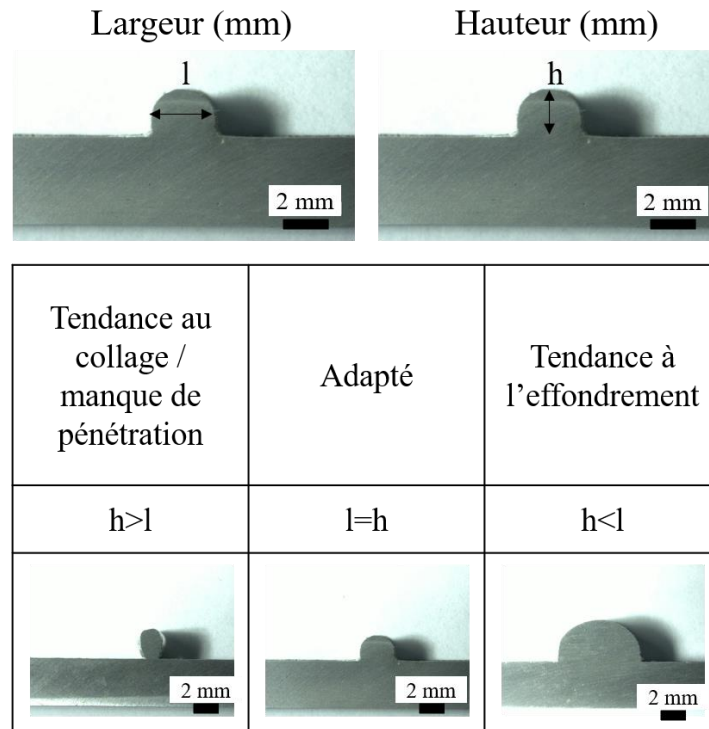 Largeur (mm)
Hauteur (mm)
l
h
2 mm
2 mm
Tendance au
collage /
manque de
pénétration
Adapté
Tendance à
l’effondrement
h>l
l=h
h<l
2 mm
2 mm
2 mm